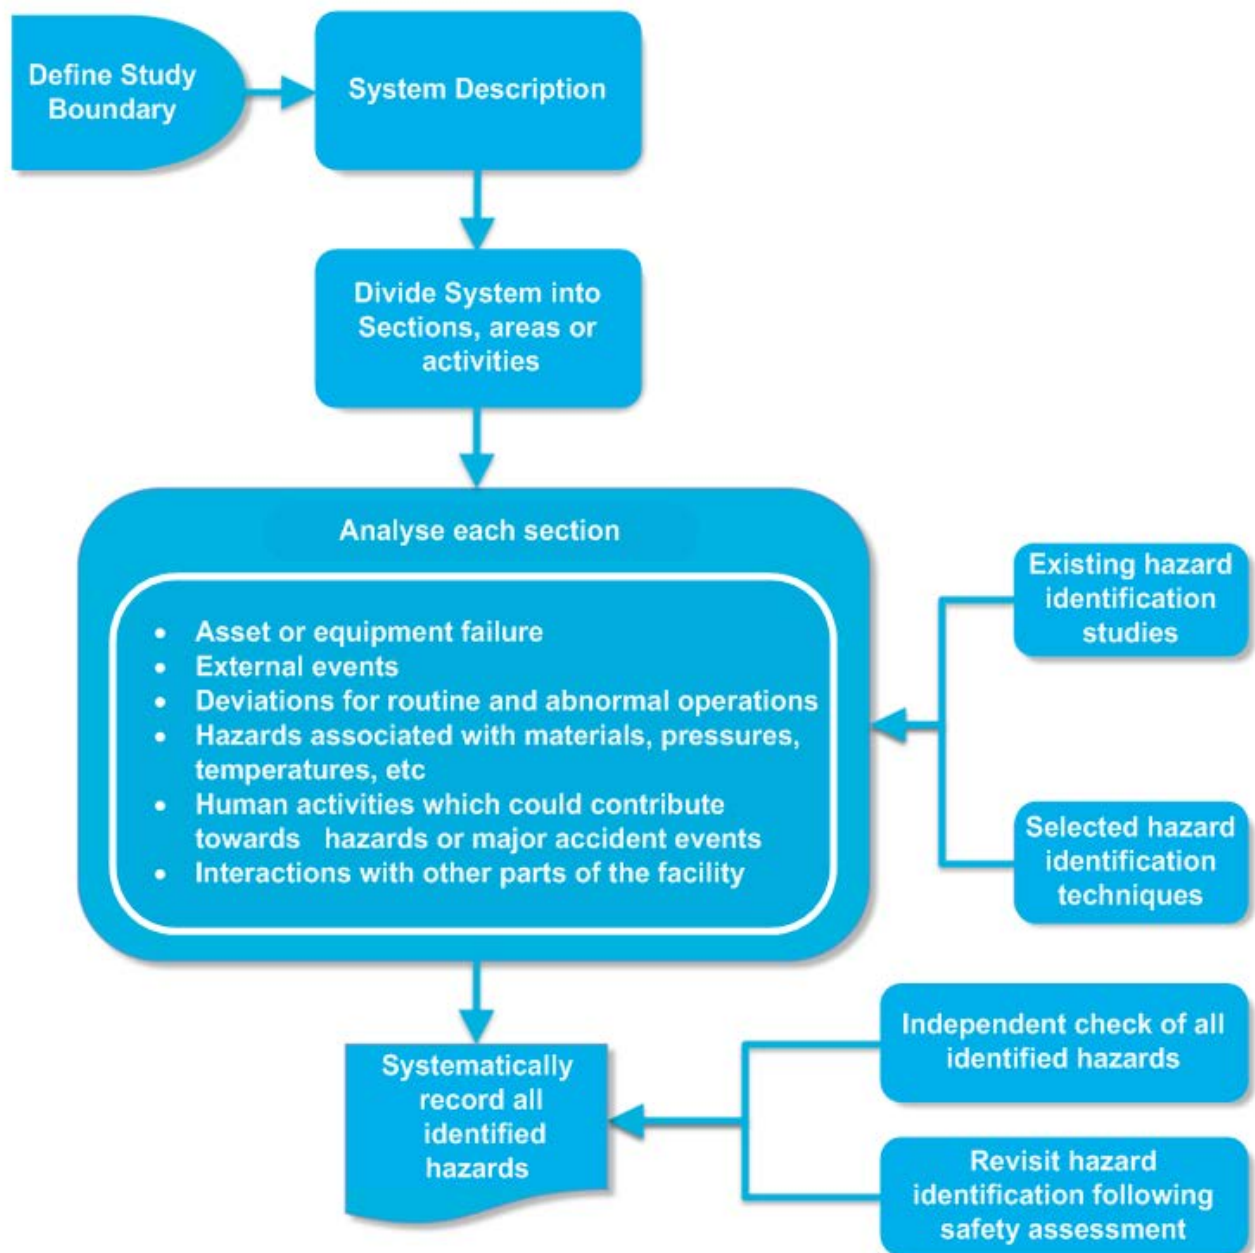 Define Study
Boundary
System Description
Divide System into
Sections, areas or
activities
Analyse each section
• Asset or equipment failure
• External events
• Deviations for routine and abnormal operations
• Hazards associated with materials, pressures,
temperatures, etc
• Human activities which could contribute
towards hazards or major accident events
• Interactions with other parts of the facility
Existing hazard
identification
studies
Selected hazard
identification
techniques
Systematically
record all
identified
hazards
Independent check of all
identified hazards
Revisit hazard
identification following
safety assessment